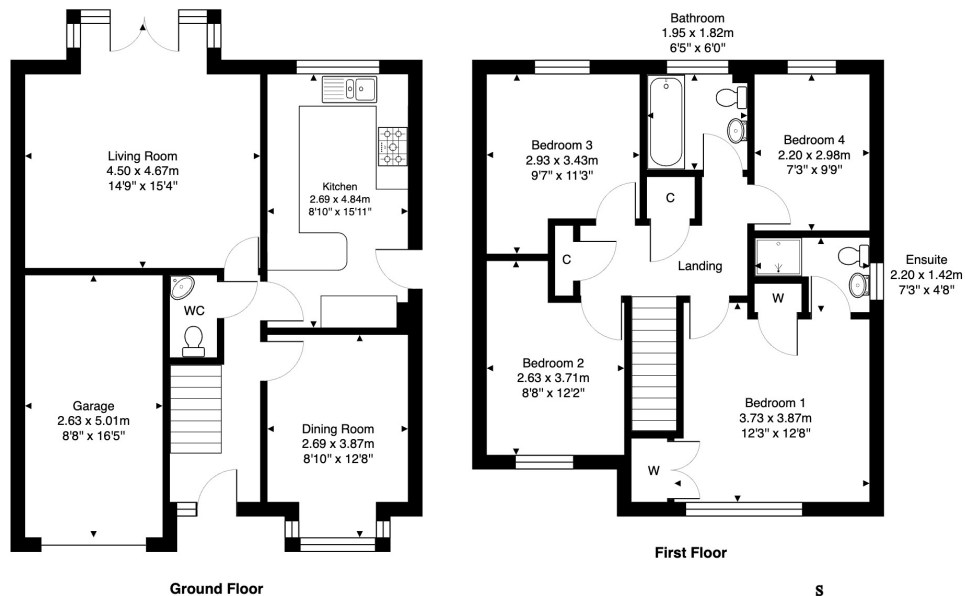 Living Room
4.50 x 4.67m
14'9" x 15'4"
Kitchen
2.69 x 4.84m
8'10" x 15'11"
WC
Garage
2.63 x 5.01m
8'8" x 16'5"
Dining Room
2.69 x 3.87m
8'10" x 12'8"
Ground Floor
Bathroom
1.95 x 1.82m
6'5" x 6'0"
Bedroom 3
2.93 x 3.43m
9'7" x 11'3"
Bedroom 4
2.20 x 2.98m
7'3" x 9'9"
C
C
Landing
Ensuite
2.20 x 1.42m
7'3" x 4'8"
W
Bedroom 2
2.63 x 3.71m
8'8" x 12'2"
Bedroom 1
3.73 x 3.87m
12'3" x 12'8"
W
First Floor
S